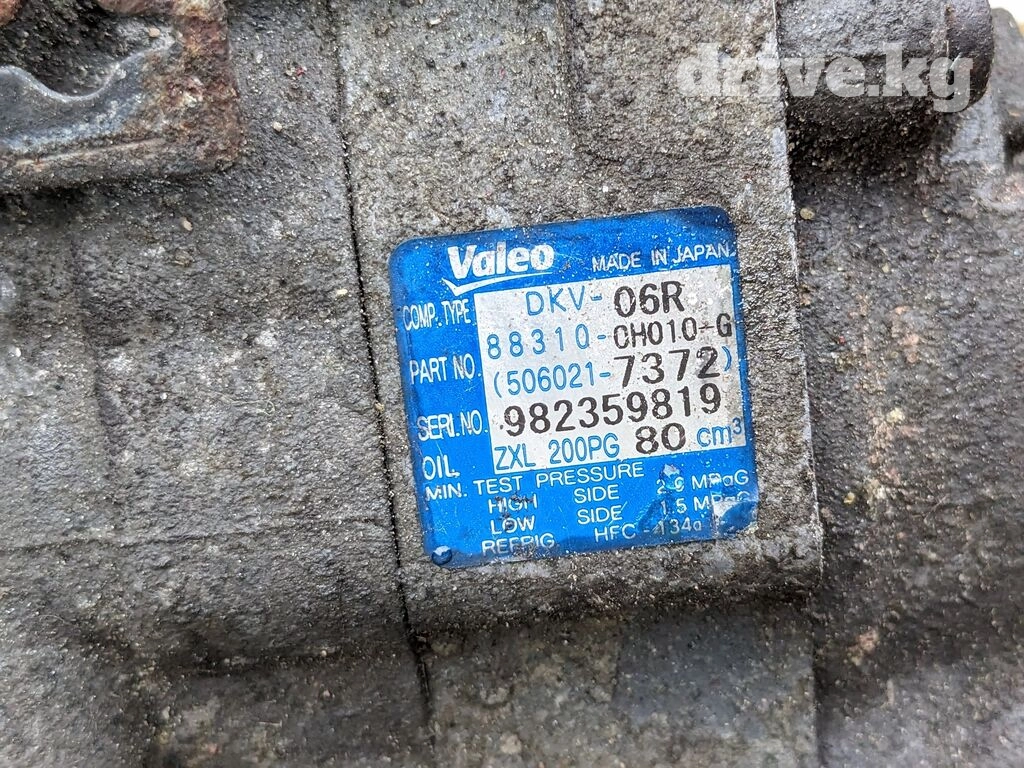 drive.kg
Valeo MADE IN JAPAN
COMP. TYPE DKV-06R
88310-0H010-G
PART NO. (506021-7372)
SERI.NO. 982359819
OIL. ZXL 200PG 80 cm³
MIN. TEST PRESSURE
HIGH SIDE 2.6 MPaG
LOW SIDE 1.5 MPaG
REFRIG HFC-134a